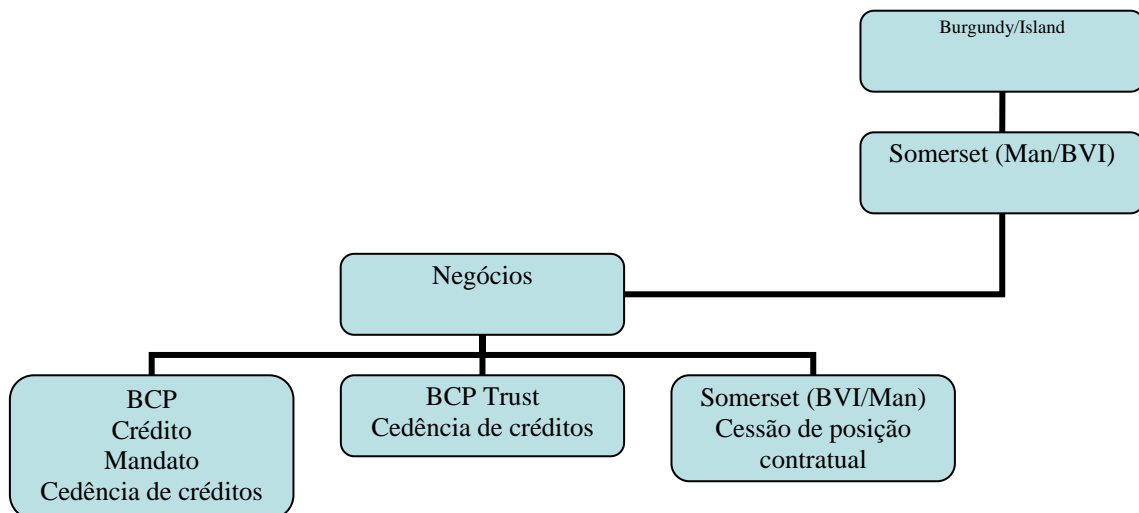 Burgundy/Island
Somerset (Man/BVI)
Negócios
BCP
Crédito
Mandato
Cedência de créditos
BCP Trust
Cedência de créditos
Somerset (BVI/Man)
Cessão de posição
contratual